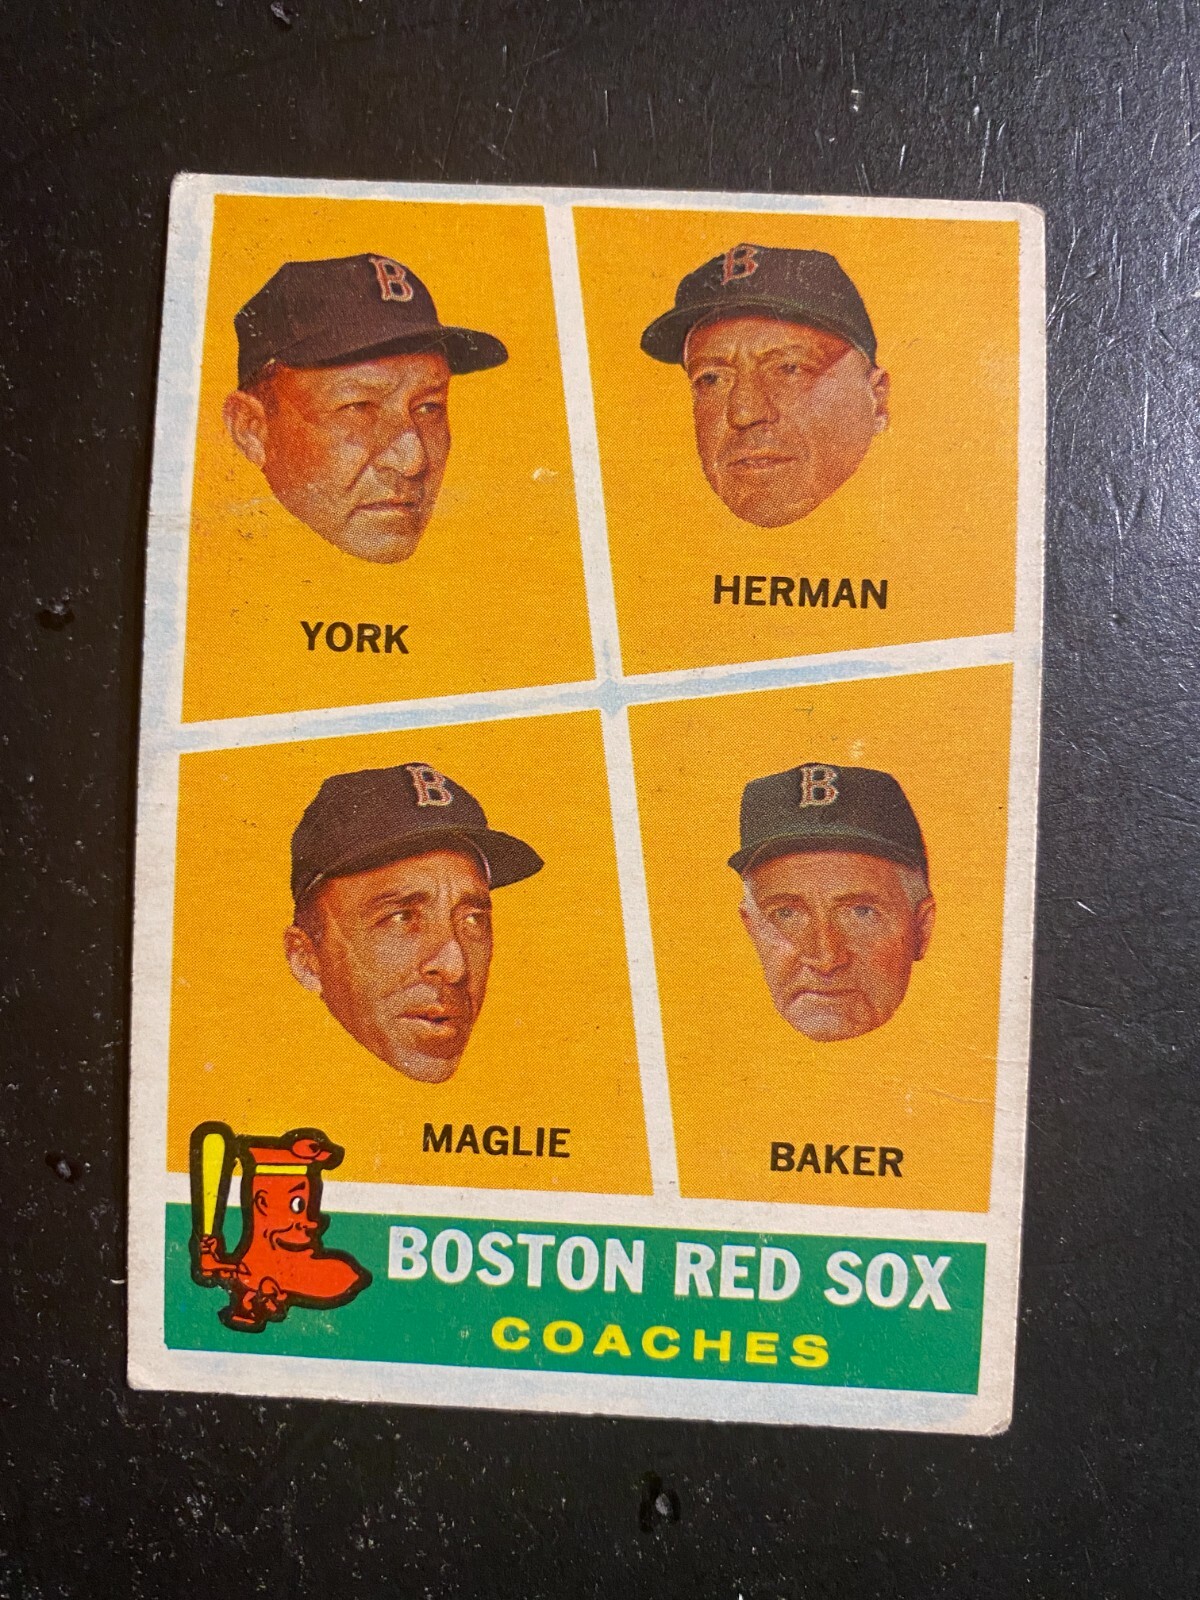 B
B
YORK
HERMAN
B
B
MAGLIE
BAKER
BOSTON RED SOX
COACHES